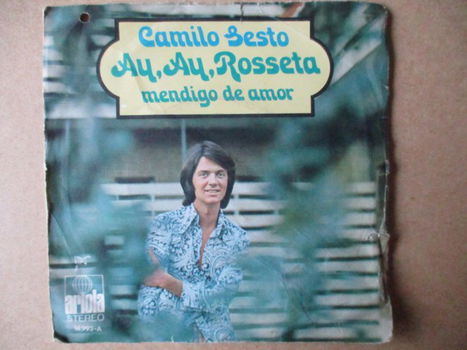 Camilo Sesto
Ay, Ay, Rosseta
mendigo de amor
ariola
STEREO